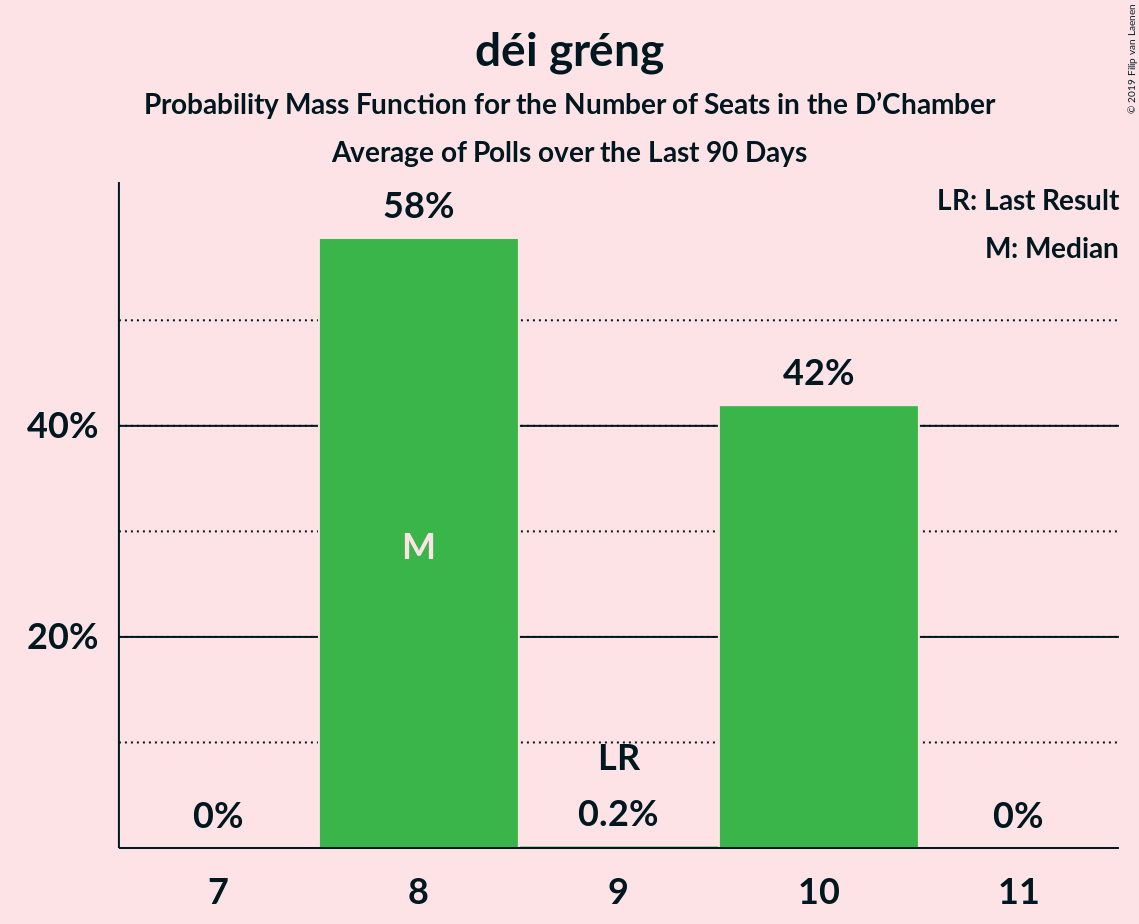 déi gréng
Probability Mass Function for the Number of Seats in the D’Chamber
Average of Polls over the Last 90 Days
© 2019 Filip van Laenen
LR: Last Result
M: Median
58%
42%
40%
M
20%
LR
0%
0.2%
0%
7
8
9
10
11